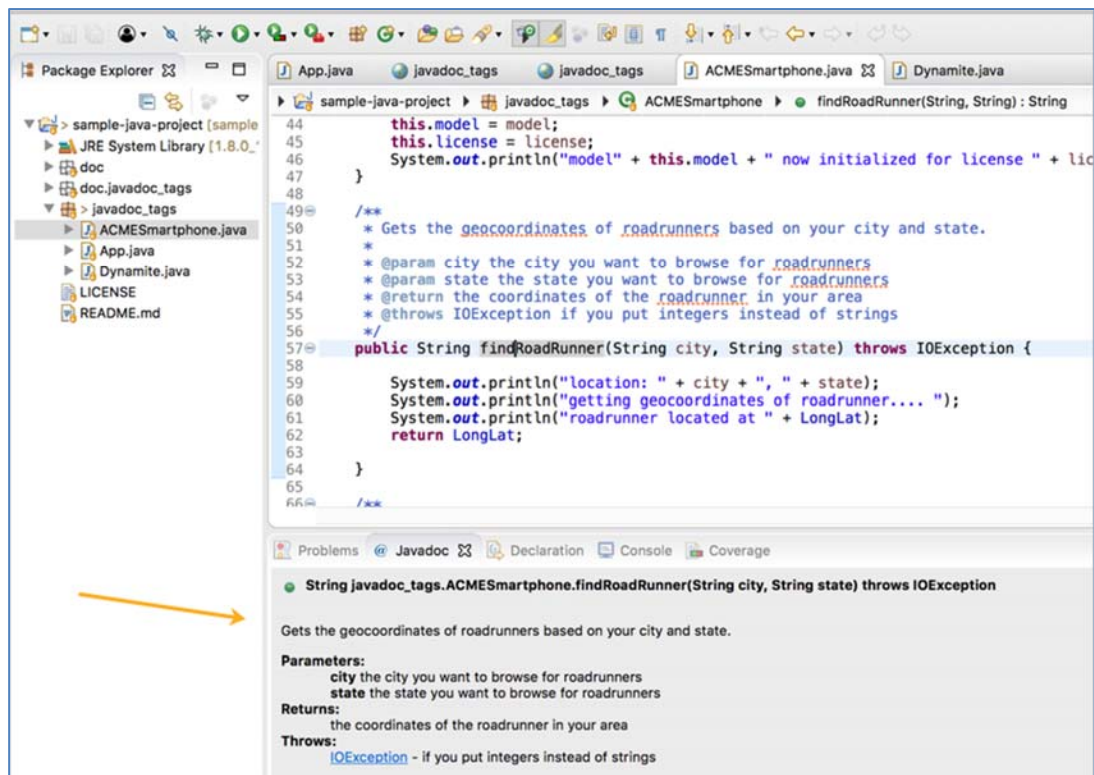 Package Explorer
> sample-java-project [sample
JRE System Library [1.8.0_
doc
doc.javadoc_tags
> javadoc_tags
ACMESmartphone.java
App.java
Dynamite.java
LICENSE
README.md
App.java javadoc_tags javadoc_tags ACMESmartphone.java Dynamite.java
sample-java-project javadoc_tags ACMESmartphone findRoadRunner(String, String) : String
44 this.model = model;
45 this.license = license;
46 System.out.println("model" + this.model + " now initialized for license " + lic
47 }
48
49 /**
50 * Gets the geocoordinates of roadrunners based on your city and state.
51 *
52 * @param city the city you want to browse for roadrunners
53 * @param state the state you want to browse for roadrunners
54 * @return the coordinates of the roadrunner in your area
55 * @throws IOException if you put integers instead of strings
56 */
57 public String findRoadRunner(String city, String state) throws IOException {
58
59 System.out.println("location: " + city + ", " + state);
60 System.out.println("getting geocoordinates of roadrunner.... ");
61 System.out.println("roadrunner located at " + LongLat);
62 return LongLat;
63
64 }
65
66 /**
Problems @ Javadoc Declaration Console Coverage
String javadoc_tags.ACMESmartphone.findRoadRunner(String city, String state) throws IOException
Gets the geocoordinates of roadrunners based on your city and state.
Parameters:
city the city you want to browse for roadrunners
state the state you want to browse for roadrunners
Returns:
the coordinates of the roadrunner in your area
Throws:
IOException - if you put integers instead of strings